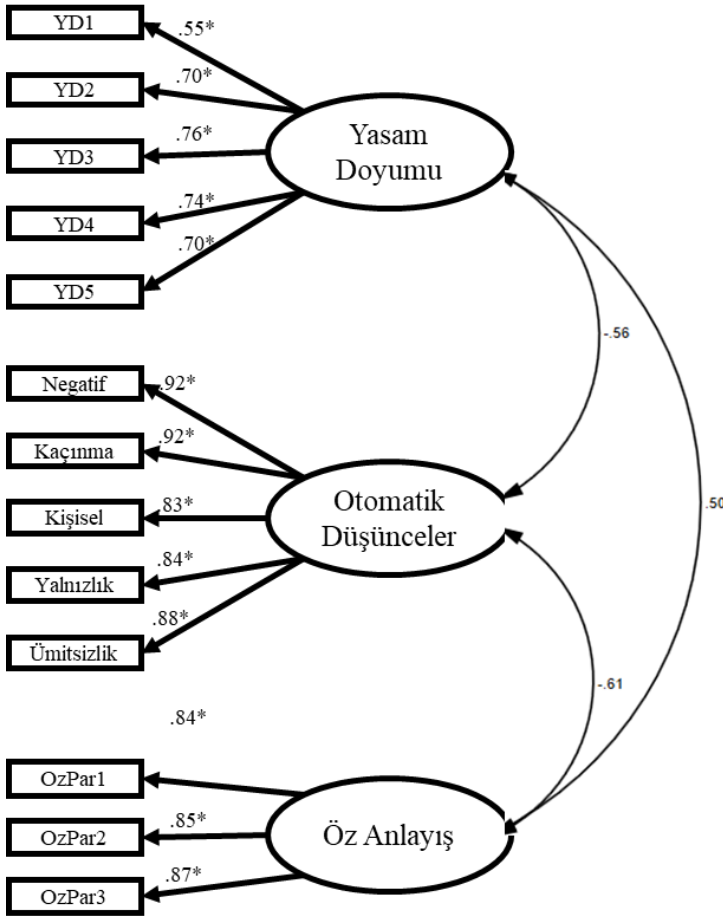 YD1
.55*
YD2
.70*
YD3
.76*
YD4
.74*
YD5
.70*
Yasam
Doyumu
-.56
.50
Negatif
.92*
Kaçınma
.92*
Kişisel
.83*
Yalnızlık
.84*
Ümitsizlik
.88*
Otomatik
Düşünceler
-.61
.84*
OzPar1
OzPar2
.85*
OzPar3
.87*
Öz Anlayış